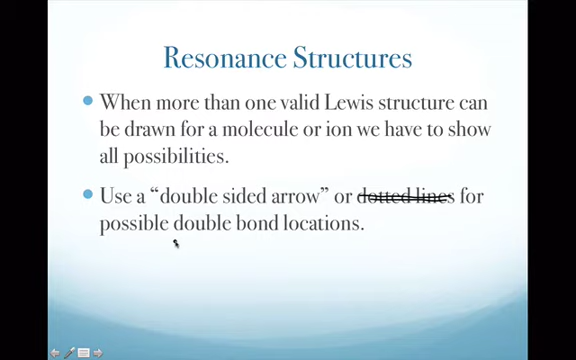 Resonance Structures
When more than one valid Lewis structure can
be drawn for a molecule or ion we have to show
all possibilities.
Use a “double sided arrow” or dotted lines for
possible double bond locations.